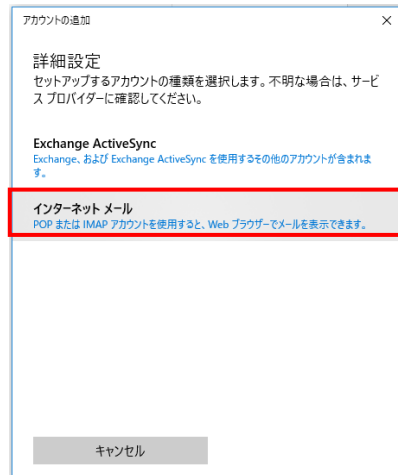 アカウントの追加
詳細設定
セットアップするアカウントの種類を選択します。不明な場合は、サービ
ス プロバイダーに確認してください。
Exchange ActiveSync
Exchange、および Exchange ActiveSync を使用するその他のアカウントが含まれま
す。
インターネット メール
POP または IMAP アカウントを使用すると、Web ブラウザーでメールを表示できます。
キャンセル